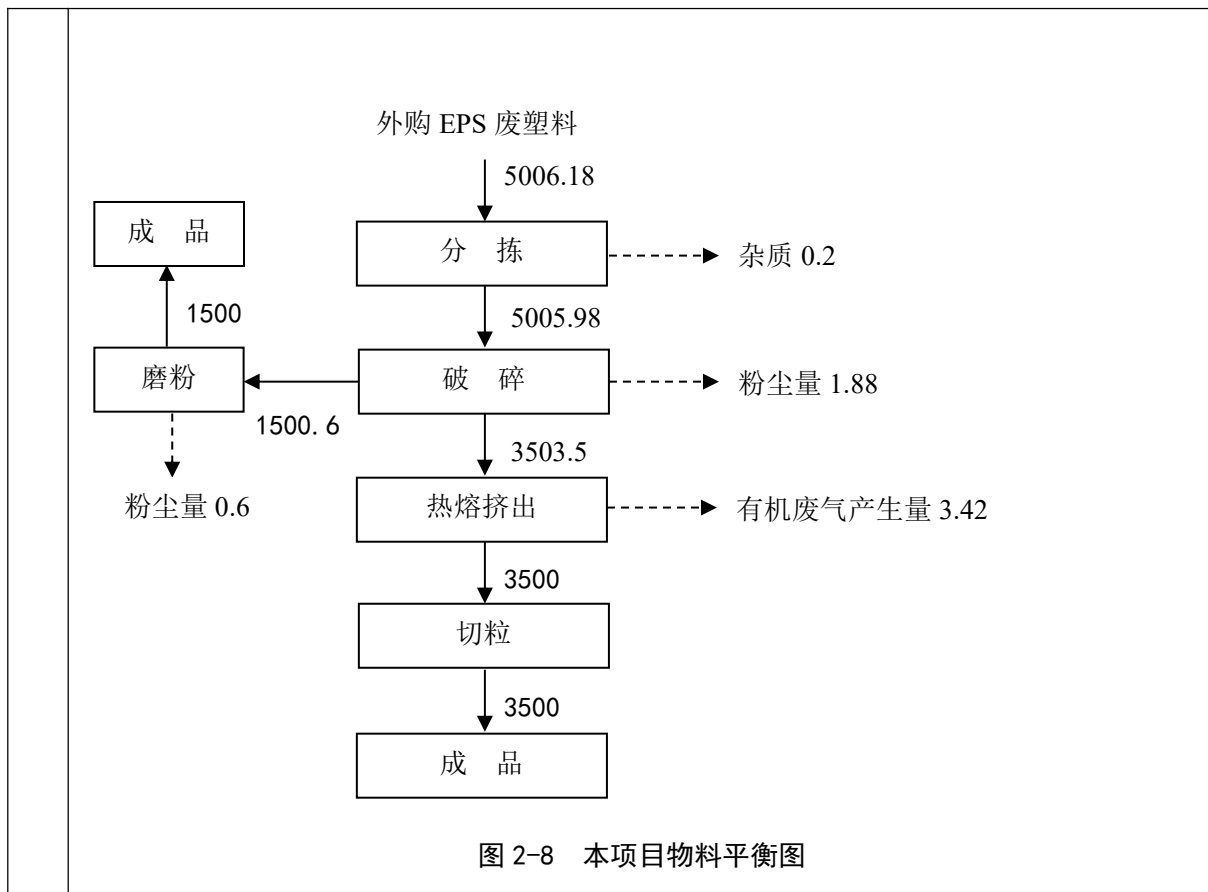 外购 EPS 废塑料
5006.18
成 品
分 拣
杂质 0.2
1500
5005.98
磨粉
破 碎
粉尘量 1.88
1500.6
3503.5
粉尘量 0.6
热熔挤出
有机废气产生量 3.42
3500
切粒
3500
成 品
图 2-8 本项目物料平衡图